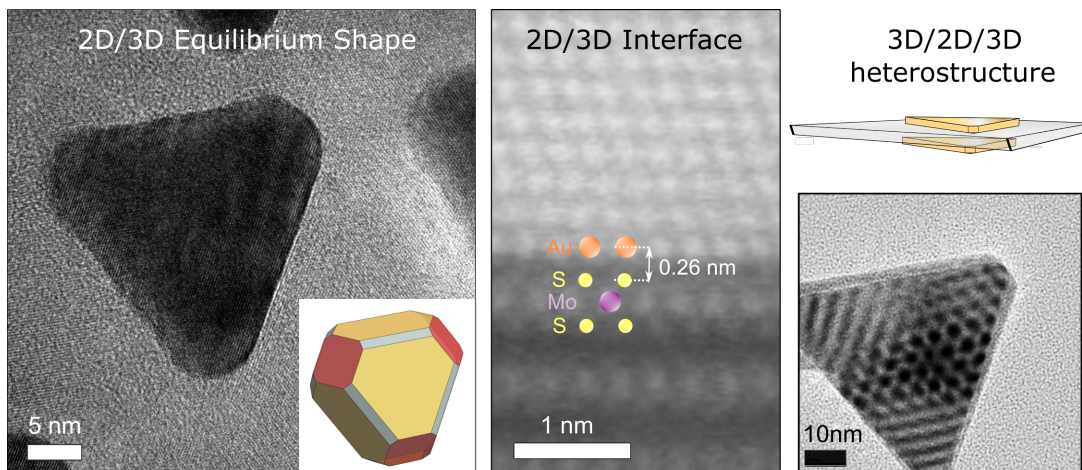 2D/3D Equilibrium Shape
5 nm
2D/3D Interface
Au
S
0.26 nm
Mo
S
1 nm
3D/2D/3D
heterostructure
10nm